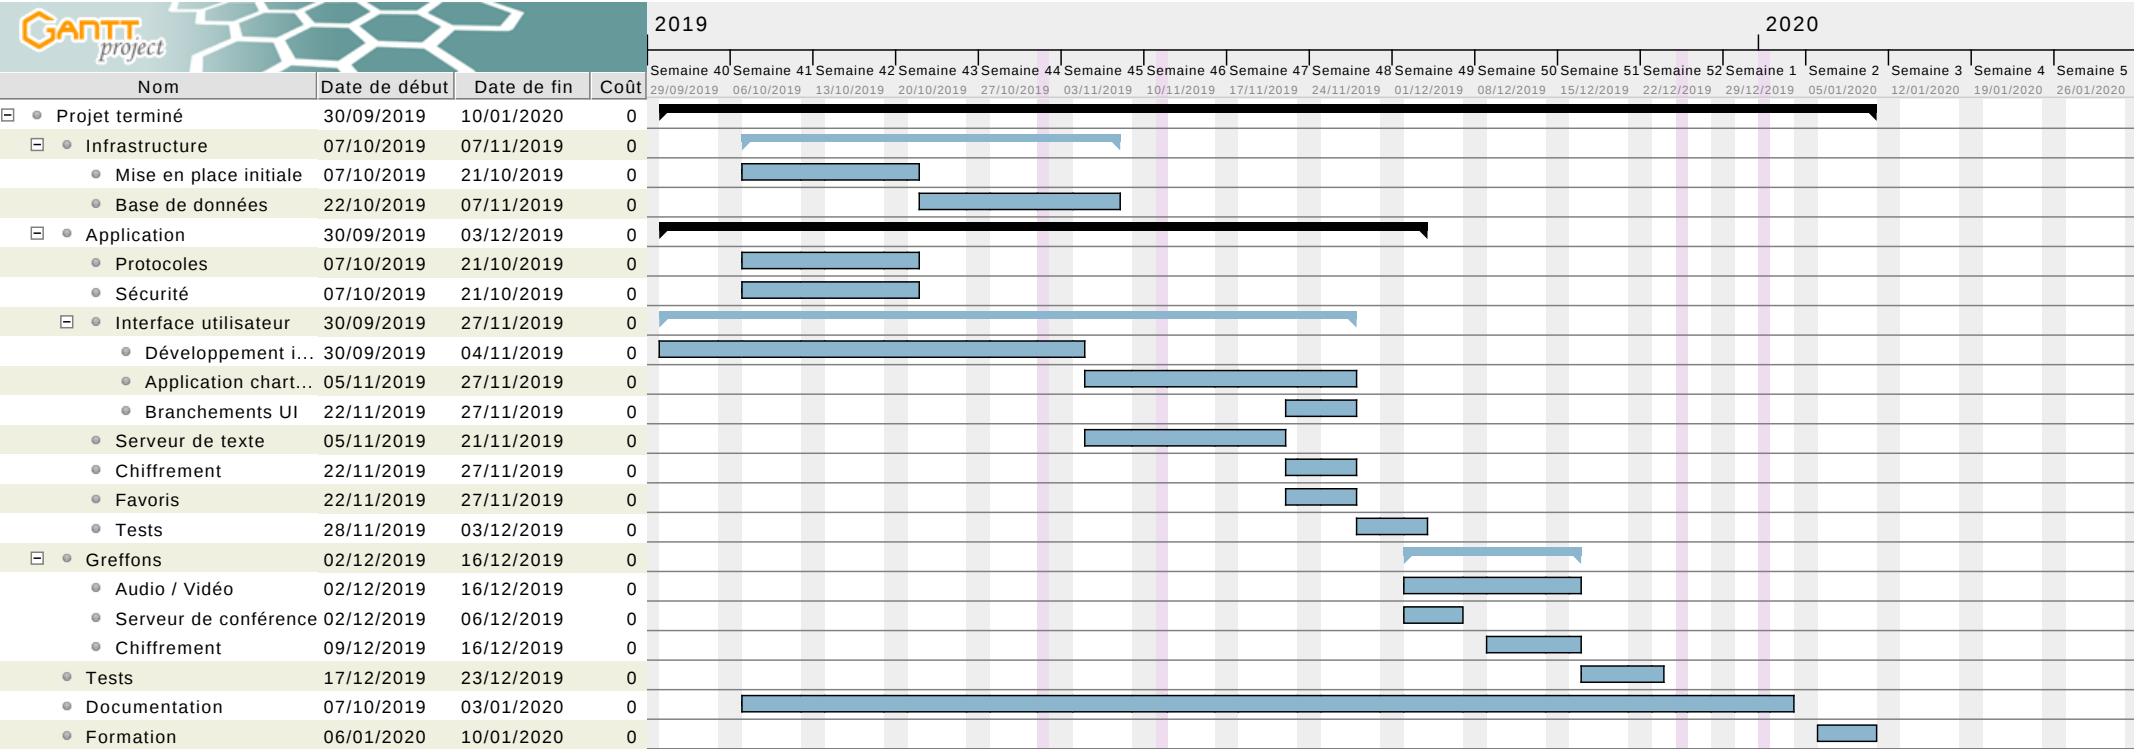 GANTT
project
2019 2020
Semaine 40 Semaine 41 Semaine 42 Semaine 43 Semaine 44 Semaine 45 Semaine 46 Semaine 47 Semaine 48 Semaine 49 Semaine 50 Semaine 51 Semaine 52 Semaine 1 Semaine 2 Semaine 3 Semaine 4 Semaine 5
Nom Date de début Date de fin Coût 29/09/2019 06/10/2019 13/10/2019 20/10/2019 27/10/2019 03/11/2019 10/11/2019 17/11/2019 24/11/2019 01/12/2019 08/12/2019 15/12/2019 22/12/2019 29/12/2019 05/01/2020 12/01/2020 19/01/2020 26/01/2020
Projet terminé 30/09/2019 10/01/2020 0
Infrastructure 07/10/2019 07/11/2019 0
Mise en place initiale 07/10/2019 21/10/2019 0
Base de données 22/10/2019 07/11/2019 0
Application 30/09/2019 03/12/2019 0
Protocoles 07/10/2019 21/10/2019 0
Sécurité 07/10/2019 21/10/2019 0
Interface utilisateur 30/09/2019 27/11/2019 0
Développement i... 30/09/2019 04/11/2019 0
Application chart... 05/11/2019 27/11/2019 0
Branchements UI 22/11/2019 27/11/2019 0
Serveur de texte 05/11/2019 21/11/2019 0
Chiffrement 22/11/2019 27/11/2019 0
Favoris 22/11/2019 27/11/2019 0
Tests 28/11/2019 03/12/2019 0
Greffons 02/12/2019 16/12/2019 0
Audio / Vidéo 02/12/2019 16/12/2019 0
Serveur de conférence 02/12/2019 06/12/2019 0
Chiffrement 09/12/2019 16/12/2019 0
Tests 17/12/2019 23/12/2019 0
Documentation 07/10/2019 03/01/2020 0
Formation 06/01/2020 10/01/2020 0